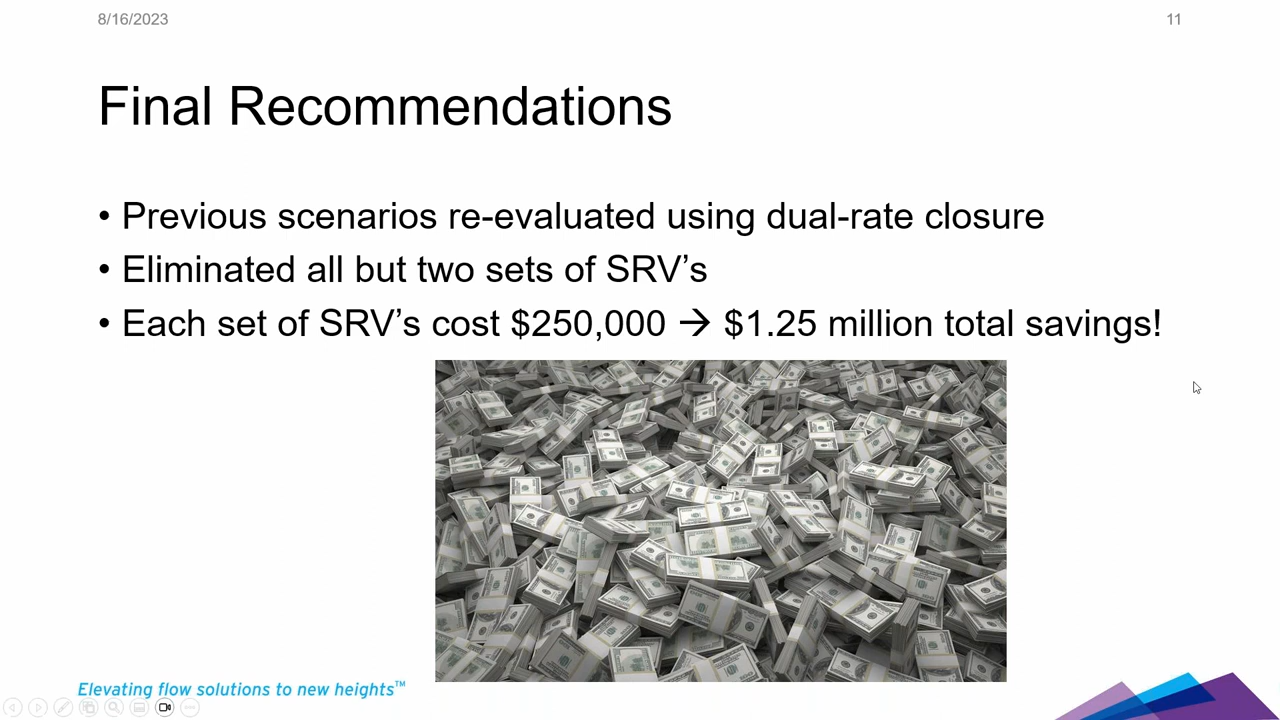 8/16/2023
11
Final Recommendations
• Previous scenarios re-evaluated using dual-rate closure
• Eliminated all but two sets of SRV’s
• Each set of SRV’s cost $250,000 → $1.25 million total savings!
Elevating flow solutions to new heights™